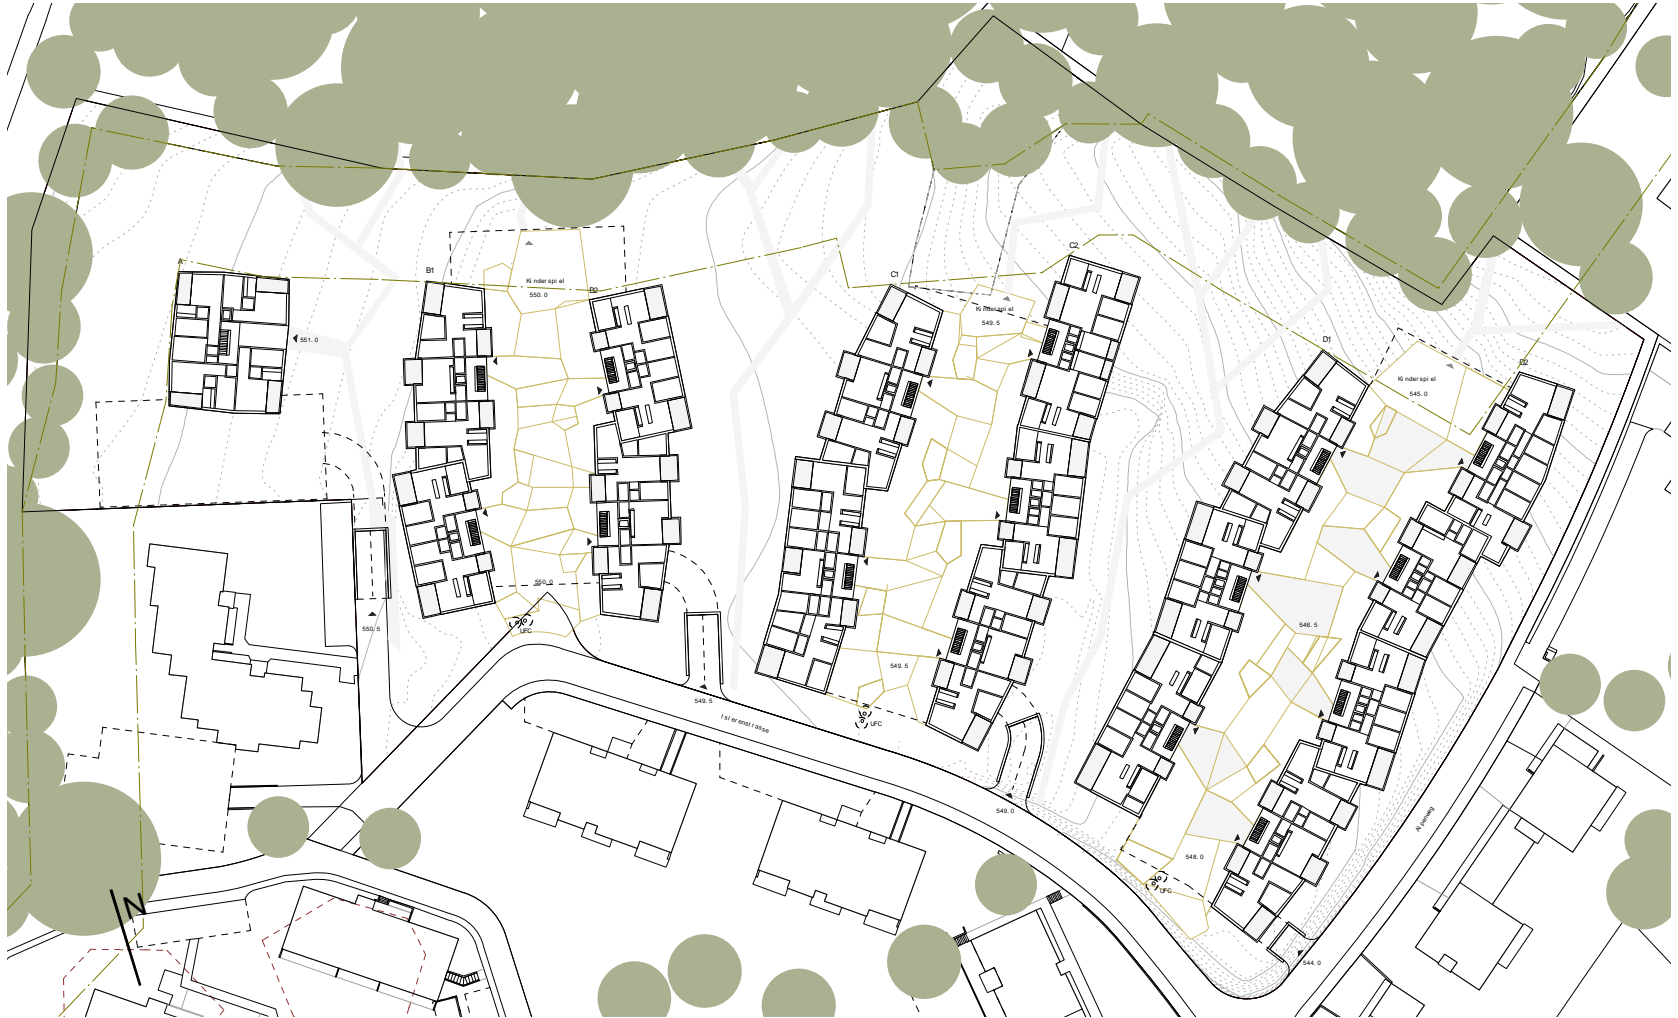 C2
B1
C1
Kinderspiel
550.0
B2
Kinderspiel
549.5
551.0
D1
D2
Kinderspiel
545.0
550.0
550.5
UFC
546.5
549.5
549.5
Isterenstrasse
UFC
549.0
Alpenweg
548.0
UFC
N
544.0